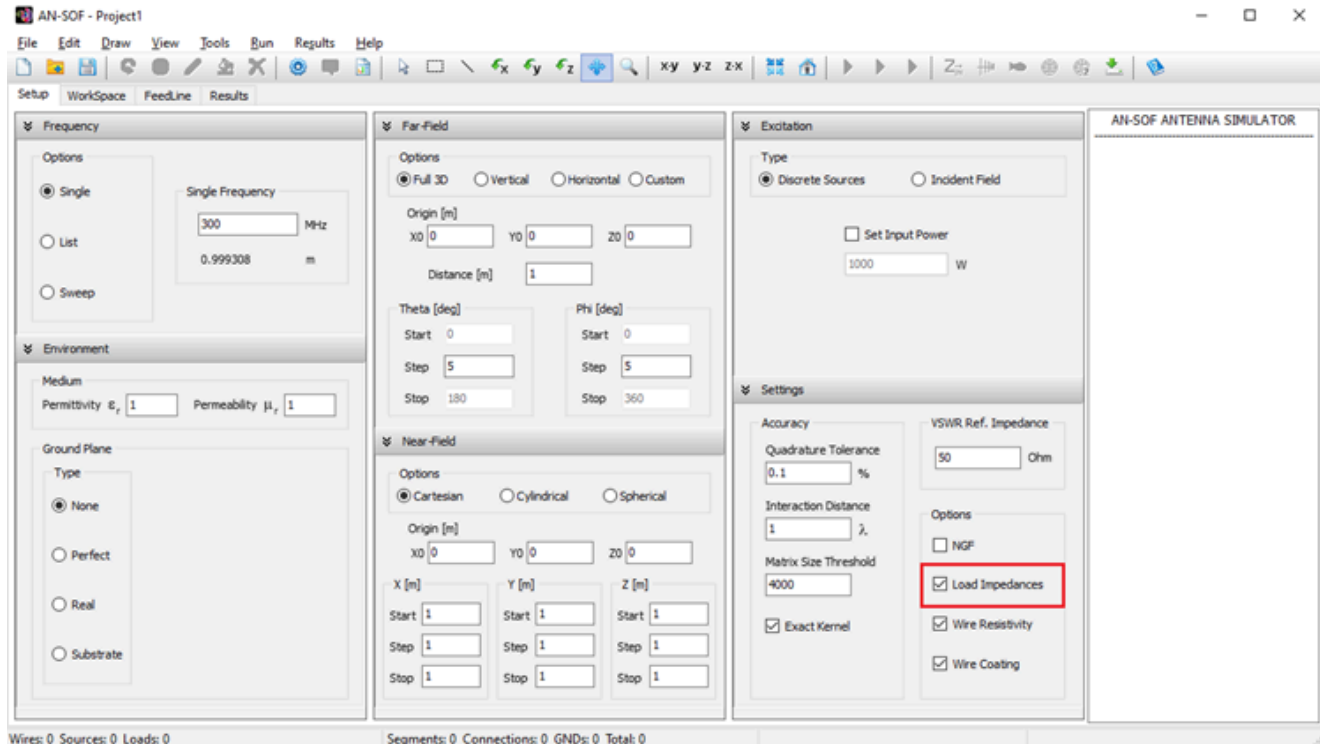 AN-SOF - Project1
File Edit Draw View Tools Run Results Help
x y z x-y y-z z-x
Setup WorkSpace FeedLine Results
Frequency
Options
Single
List
Sweep
Single Frequency
300 MHz
0.999308 m
Environment
Medium
Permittivity εr 1 Permeability μr 1
Ground Plane
Type
None
Perfect
Real
Substrate
Far-Field
Options
Full 3D Vertical Horizontal Custom
Origin [m]
X0 0 Y0 0 Z0 0
Distance [m] 1
Theta [deg]
Start 0
Step 5
Stop 180
Phi [deg]
Start 0
Step 5
Stop 360
Near-Field
Options
Cartesian Cylindrical Spherical
Origin [m]
X0 0 Y0 0 Z0 0
X [m] Y [m] Z [m]
Start 1 Start 1 Start 1
Step 1 Step 1 Step 1
Stop 1 Stop 1 Stop 1
Excitation
Type
Discrete Sources Incident Field
Set Input Power
1000 W
Settings
Accuracy
Quadrature Tolerance
0.1 %
Interaction Distance
1 λ
Matrix Size Threshold
4000
Exact Kernel
VSWR Ref. Impedance
50 Ohm
Options
NGF
Load Impedances
Wire Resistivity
Wire Coating
AN-SOF ANTENNA SIMULATOR
Wires: 0 Sources: 0 Loads: 0 Segments: 0 Connections: 0 GNDs: 0 Total: 0